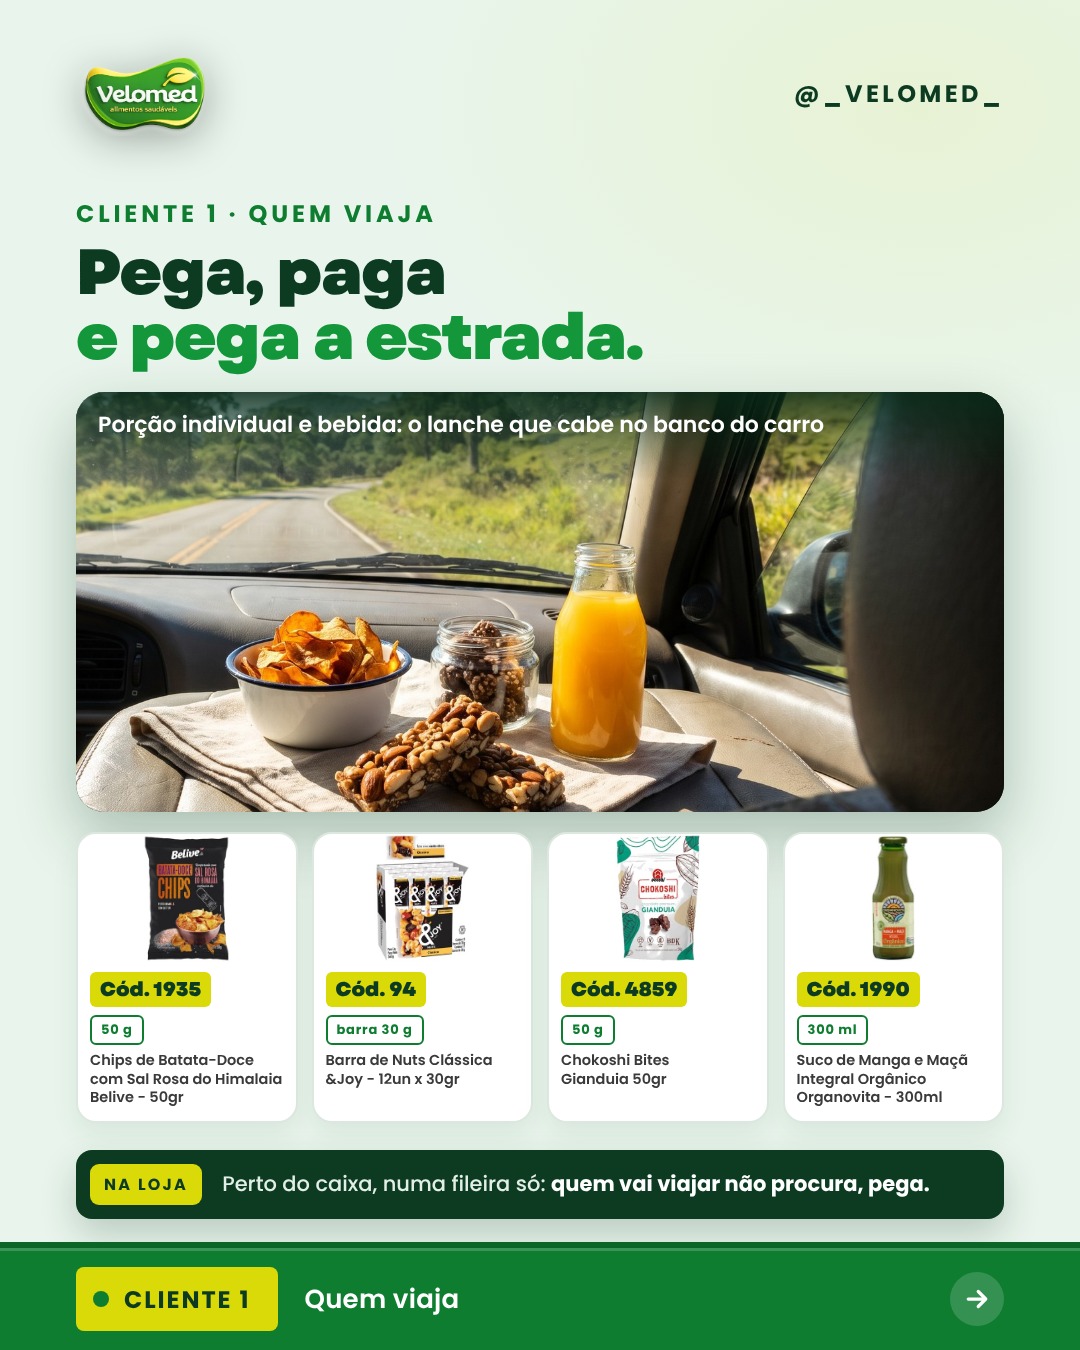 Velomed
alimentos saudáveis
@_VELOMED_
CLIENTE 1 · QUEM VIAJA
Pega, paga
e pega a estrada.
Porção individual e bebida: o lanche que cabe no banco do carro
Belive
BATATA-DOCE
CHIPS
&JOY
CHOKOSHI
bites
GIANDUIA
Cód. 1935
50 g
Chips de Batata-Doce
com Sal Rosa do Himalaia
Belive - 50gr
Cód. 94
barra 30 g
Barra de Nuts Clássica
&Joy - 12un x 30gr
Cód. 4859
50 g
Chokoshi Bites
Gianduia 50gr
Cód. 1990
300 ml
Suco de Manga e Maçã
Integral Orgânico
Organovita - 300ml
NA LOJA
Perto do caixa, numa fileira só: quem vai viajar não procura, pega.
CLIENTE 1
Quem viaja